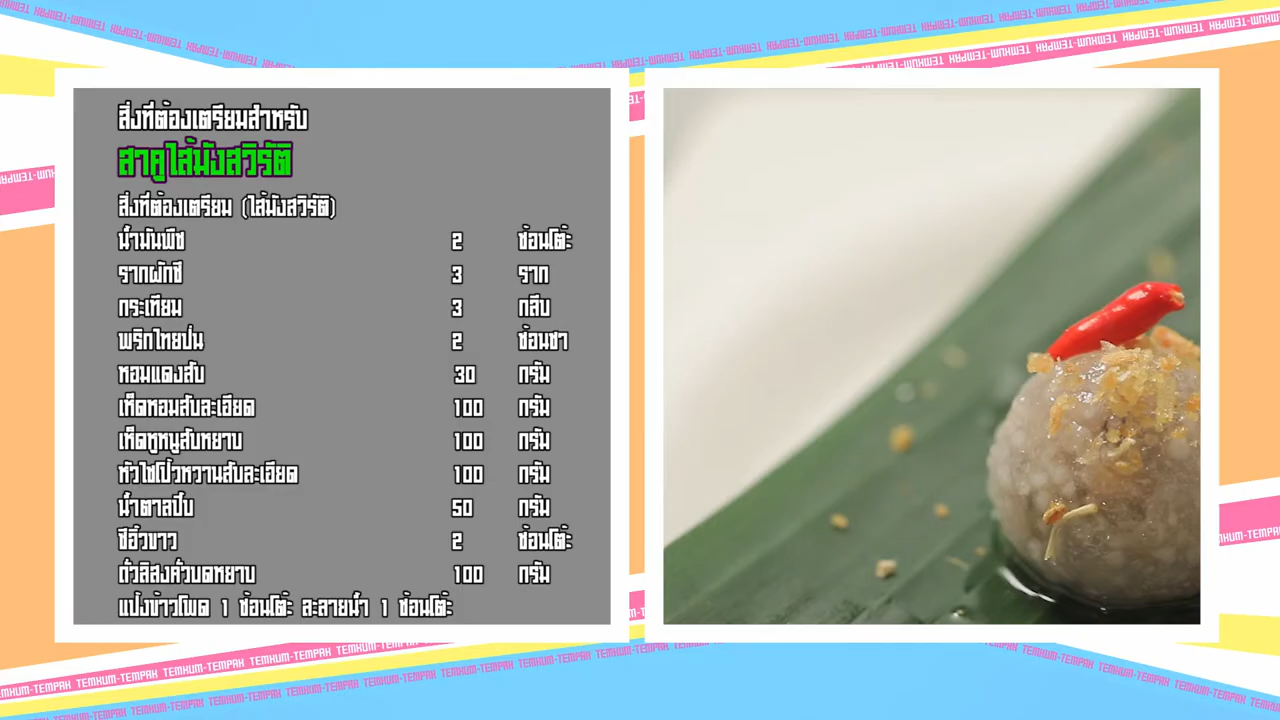 สิ่งที่ต้องเตรียมสำหรับ
สาคูไส้มังสวิรัติ
สิ่งที่ต้องเตรียม (ไส้มังสวิรัติ)
น้ำมันพืช 2 ช้อนโต๊ะ
รากผักชี 3 ราก
กระเทียม 3 กลีบ
พริกไทยป่น 2 ช้อนชา
หอมแดงสับ 30 กรัม
เห็ดหอมสับละเอียด 100 กรัม
เห็ดหูหนูสับหยาบ 100 กรัม
หัวไชโป๊วหวานสับละเอียด 100 กรัม
น้ำตาลปี๊บ 50 กรัม
ซีอิ๊วขาว 2 ช้อนโต๊ะ
ถั่วลิสงคั่วบดหยาบ 100 กรัม
แป้งข้าวโพด 1 ช้อนโต๊ะ ละลายน้ำ 1 ช้อนโต๊ะ
TEMHUM-TEMPAK TEMHUM-TEMPAK TEMHUM-TEMPAK TEMHUM-TEMPAK